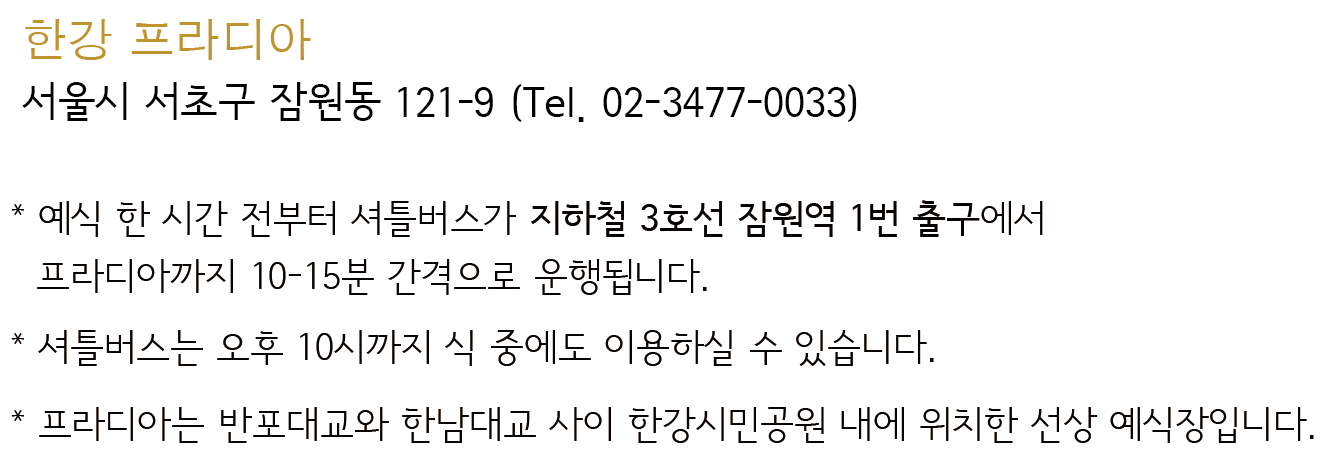 한강 프라디아
서울시 서초구 잠원동 121-9 (Tel. 02-3477-0033)
* 예식 한 시간 전부터 셔틀버스가 지하철 3호선 잠원역 1번 출구에서
프라디아까지 10-15분 간격으로 운행됩니다.
* 셔틀버스는 오후 10시까지 식 중에도 이용하실 수 있습니다.
* 프라디아는 반포대교와 한남대교 사이 한강시민공원 내에 위치한 선상 예식장입니다.